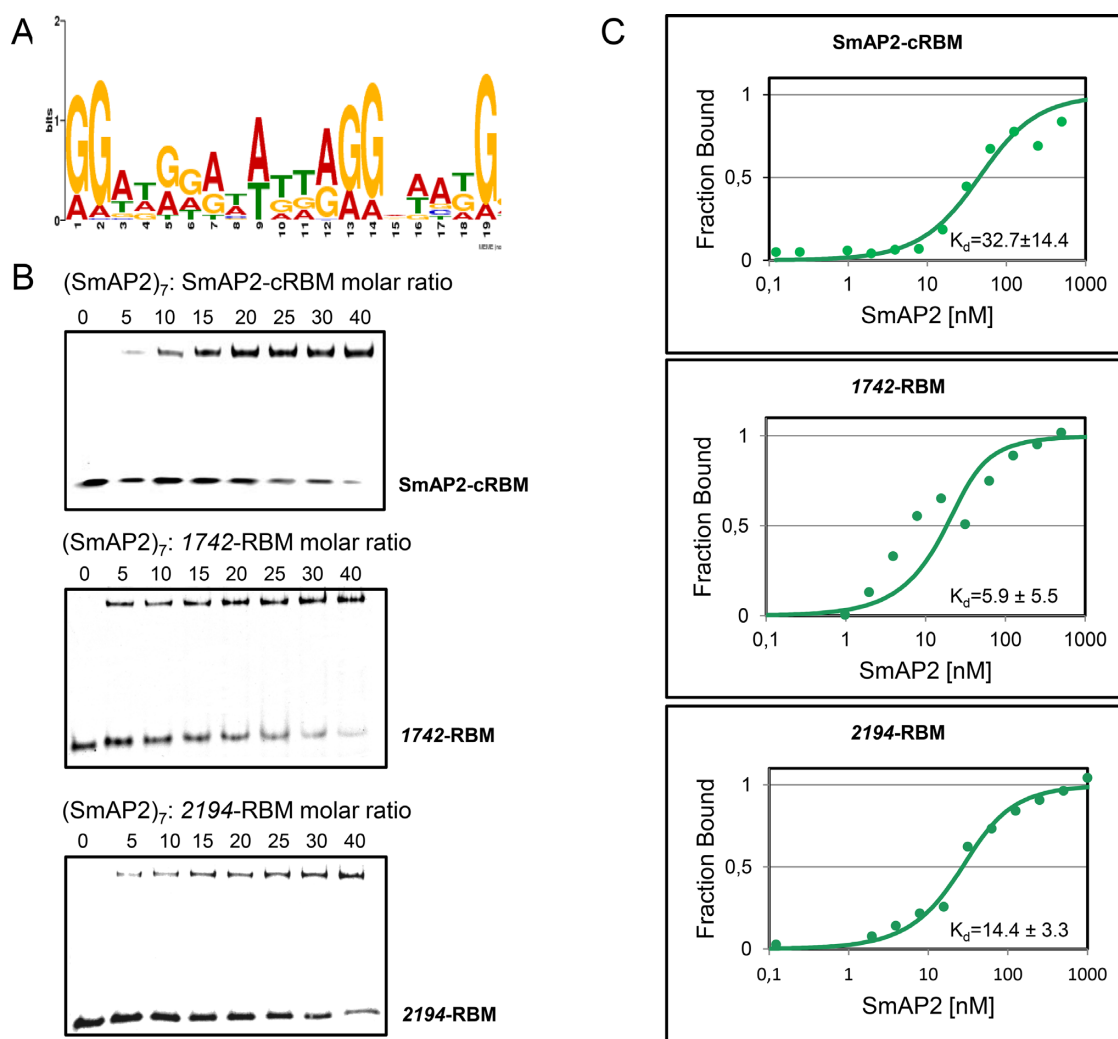 A
2
bits
1
0
1 2 3 4 5 6 7 8 9 10 11 12 13 14 15 16 17 18 19
B
(SmAP2)7: SmAP2-cRBM molar ratio
0 5 10 15 20 25 30 40
SmAP2-cRBM
(SmAP2)7: 1742-RBM molar ratio
0 5 10 15 20 25 30 40
1742-RBM
(SmAP2)7: 2194-RBM molar ratio
0 5 10 15 20 25 30 40
2194-RBM
C
SmAP2-cRBM
Fraction Bound
1
0,5
0
Kd=32.7±14.4
0,1 1 10 100 1000
SmAP2 [nM]
1742-RBM
Fraction Bound
1
0,5
0
Kd=5.9 ± 5.5
0,1 1 10 100 1000
SmAP2 [nM]
2194-RBM
Fraction Bound
1
0,5
0
Kd=14.4 ± 3.3
0,1 1 10 100 1000
SmAP2 [nM]